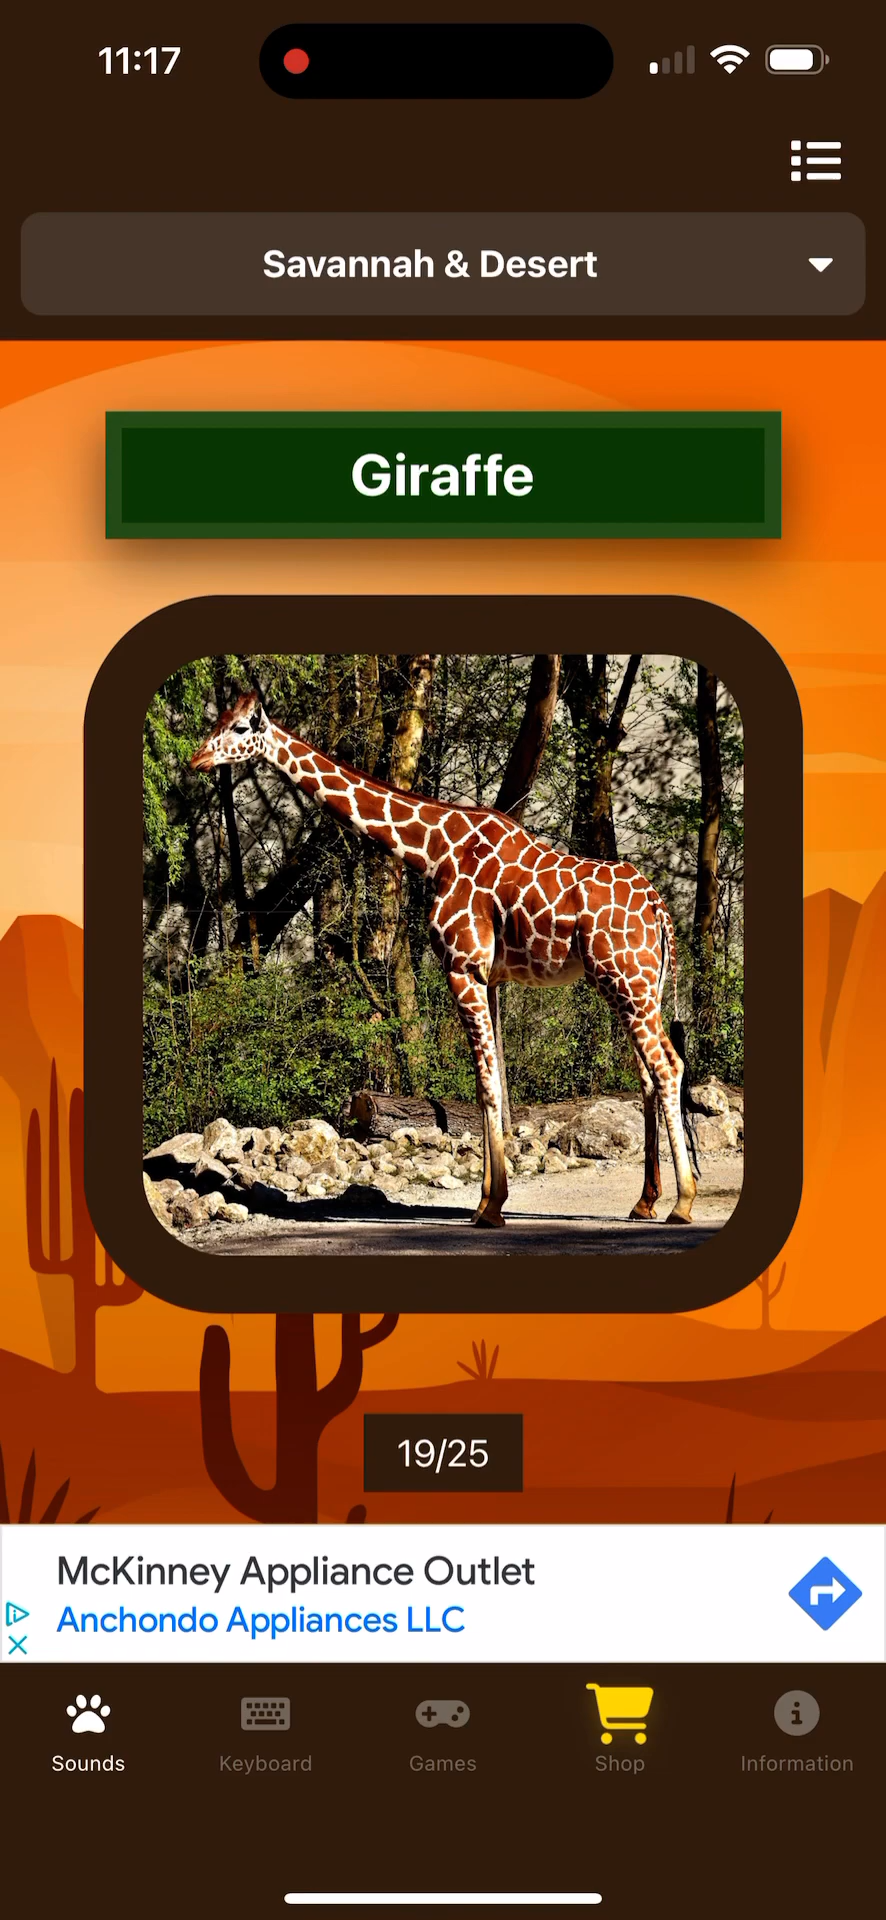 11:17
Savannah & Desert
Giraffe
19/25
McKinney Appliance Outlet
Anchondo Appliances LLC
Sounds
Keyboard
Games
Shop
Information